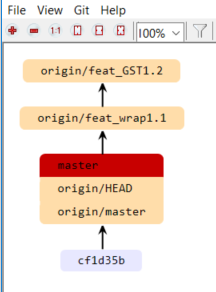 File View Git Help
1:1 100%
origin/feat_GST1.2
origin/feat_wrap1.1
master
origin/HEAD
origin/master
cf1d35b